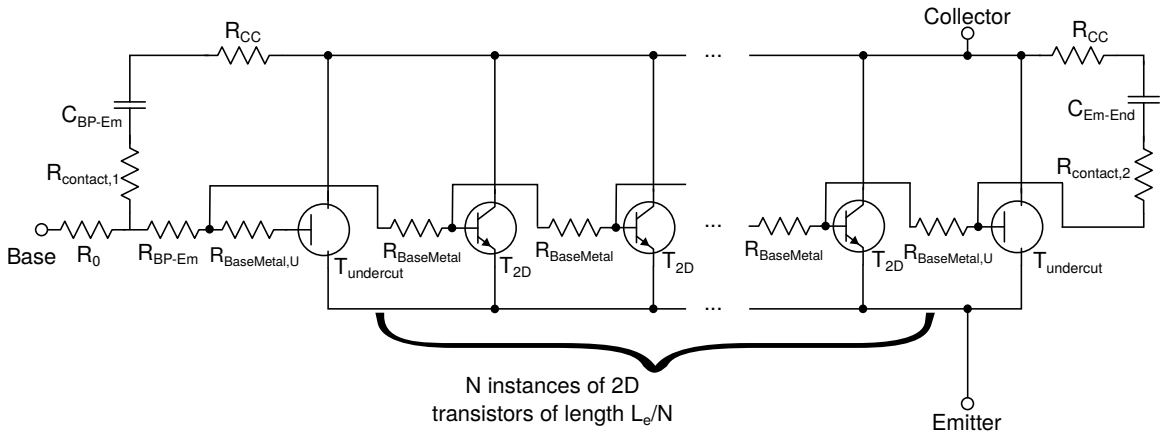 Collector
R_CC
R_CC
...
C_BP-Em
C_Em-End
R_contact,1
R_contact,2
Base
R_0
R_BP-Em
R_BaseMetal,U
T_undercut
R_BaseMetal
T_2D
R_BaseMetal
T_2D
...
R_BaseMetal
T_2D
R_BaseMetal,U
T_undercut
...
N instances of 2D
transistors of length L_e/N
Emitter